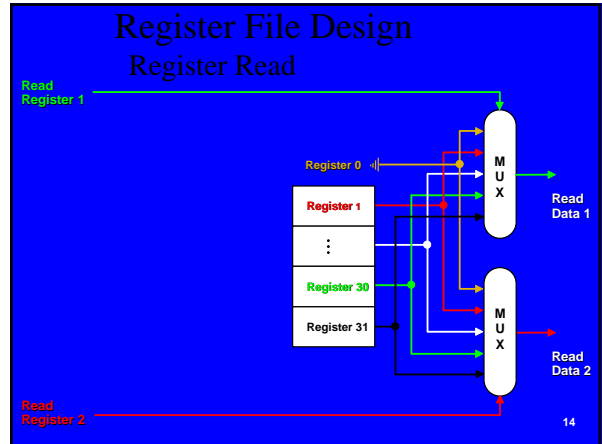 Register File Design
Register Read
Read
Register 1
Register 0
M
U
X
Read
Data 1
Register 1
⋮
Register 30
Register 31
M
U
X
Read
Data 2
Read
Register 2
14